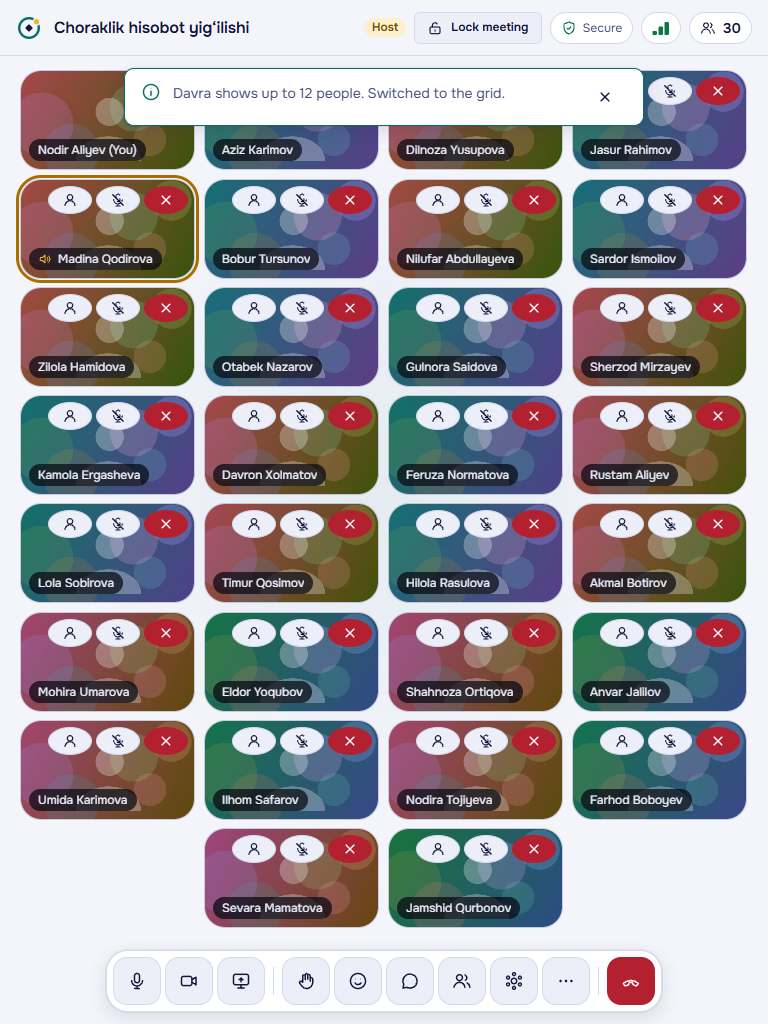 Choraklik hisobot yigʻilishi
Host
Lock meeting
Secure
30
Davra shows up to 12 people. Switched to the grid.
Nodir Aliyev (You)
Aziz Karimov
Dilnoza Yusupova
Jasur Rahimov
Madina Qodirova
Bobur Tursunov
Nilufar Abdullayeva
Sardor Ismoilov
Zilola Hamidova
Otabek Nazarov
Gulnora Saidova
Sherzod Mirzayev
Kamola Ergasheva
Davron Xolmatov
Feruza Normatova
Rustam Aliyev
Lola Sobirova
Timur Qosimov
Hilola Rasulova
Akmal Botirov
Mohira Umarova
Eldor Yoqubov
Shahnoza Ortiqova
Anvar Jalilov
Umida Karimova
Ilhom Safarov
Nodira Tojiyeva
Farhod Boboyev
Sevara Mamatova
Jamshid Qurbonov